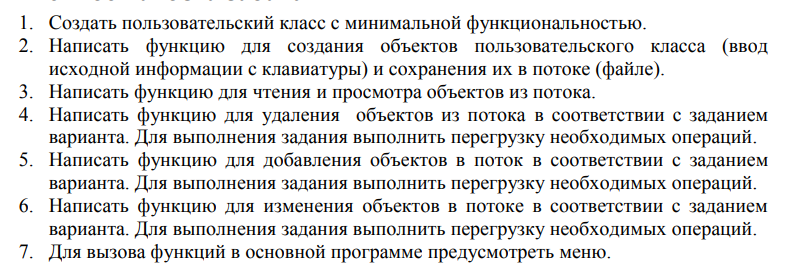 1. Создать пользовательский класс с минимальной функциональностью.
2. Написать функцию для создания объектов пользовательского класса (ввод
исходной информации с клавиатуры) и сохранения их в потоке (файле).
3. Написать функцию для чтения и просмотра объектов из потока.
4. Написать функцию для удаления объектов из потока в соответствии с заданием
варианта. Для выполнения задания выполнить перегрузку необходимых операций.
5. Написать функцию для добавления объектов в поток в соответствии с заданием
варианта. Для выполнения задания выполнить перегрузку необходимых операций.
6. Написать функцию для изменения объектов в потоке в соответствии с заданием
варианта. Для выполнения задания выполнить перегрузку необходимых операций.
7. Для вызова функций в основной программе предусмотреть меню.